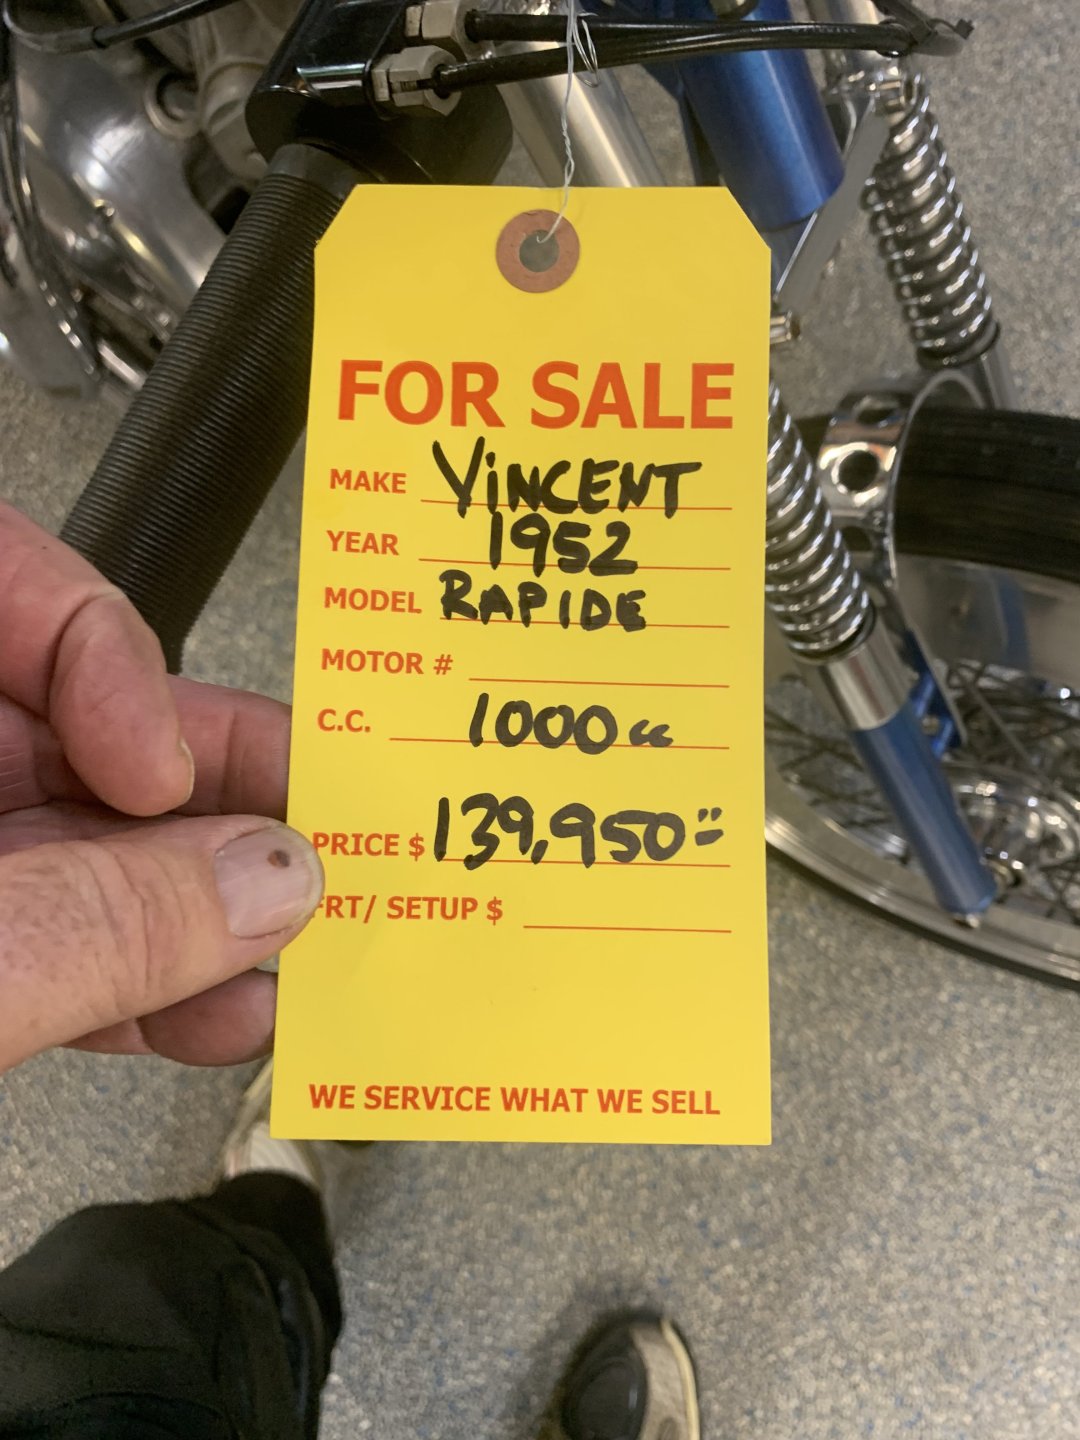 FOR SALE
MAKE VINCENT
YEAR 1952
MODEL RAPIDE
MOTOR #
C.C. 1000cc
PRICE $ 139,950=
FRT/ SETUP $
WE SERVICE WHAT WE SELL